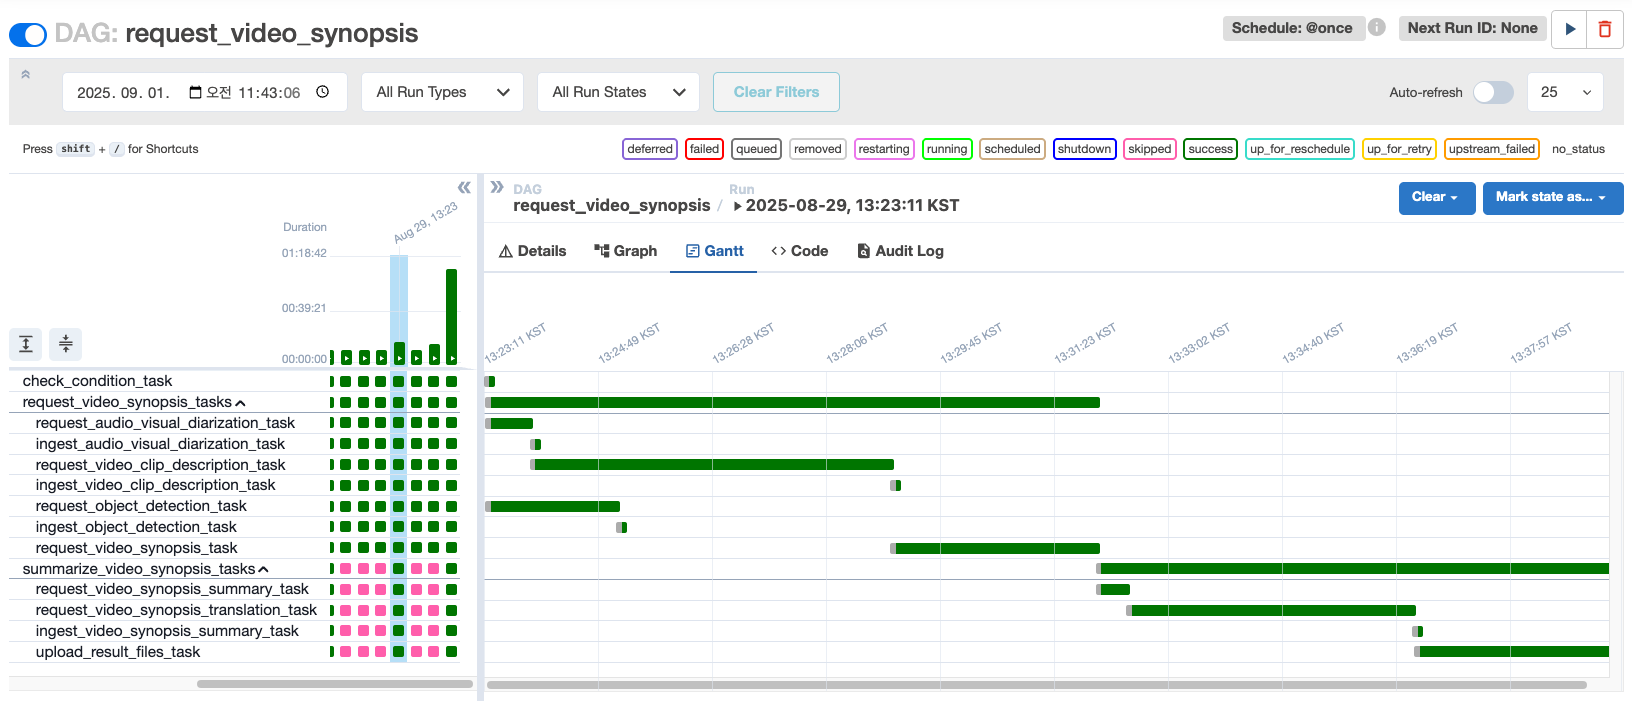 DAG: request_video_synopsis
Schedule: @once
Next Run ID: None
2025. 09. 01. 오전 11:43:06
All Run Types
All Run States
Clear Filters
Auto-refresh
25
Press shift + / for Shortcuts
deferred failed queued removed restarting running scheduled shutdown skipped success up_for_reschedule up_for_retry upstream_failed no_status
Duration
Aug 29, 13:23
01:18:42
00:39:21
00:00:00
DAG
request_video_synopsis
/
Run
2025-08-29, 13:23:11 KST
Clear
Mark state as...
Details
Graph
Gantt
Code
Audit Log
13:23:11 KST
13:24:49 KST
13:26:28 KST
13:28:06 KST
13:29:45 KST
13:31:23 KST
13:33:02 KST
13:34:40 KST
13:36:19 KST
13:37:57 KST
check_condition_task
request_video_synopsis_tasks
request_audio_visual_diarization_task
ingest_audio_visual_diarization_task
request_video_clip_description_task
ingest_video_clip_description_task
request_object_detection_task
ingest_object_detection_task
request_video_synopsis_task
summarize_video_synopsis_tasks
request_video_synopsis_summary_task
request_video_synopsis_translation_task
ingest_video_synopsis_summary_task
upload_result_files_task